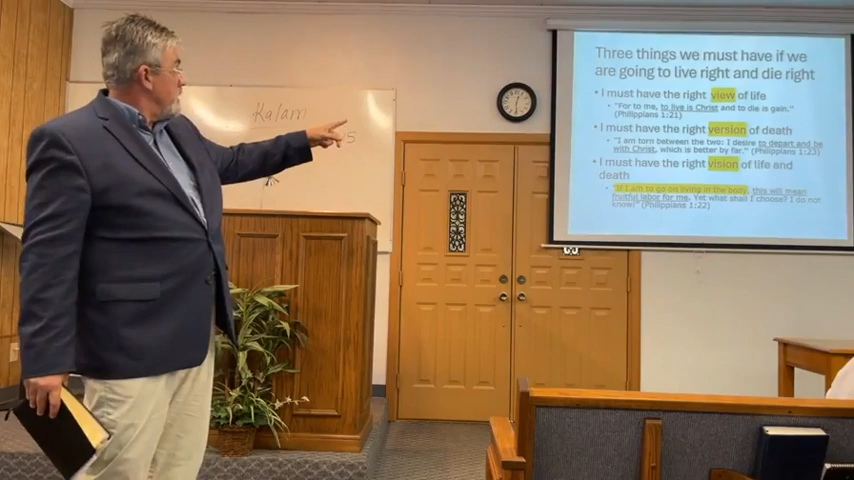 Kalam
5
Three things we must have if we
are going to live right and die right
• I must have the right view of life
• "For to me, to live is Christ and to die is gain."
(Philippians 1:21)
• I must have the right version of death
• "I am torn between the two: I desire to depart and be
with Christ, which is better by far." (Philippians 1:23)
• I must have the right vision of life and
death
• "If I am to go on living in the body, this will mean
fruitful labor for me. Yet what shall I choose? I do not
know!" (Philippians 1:22)